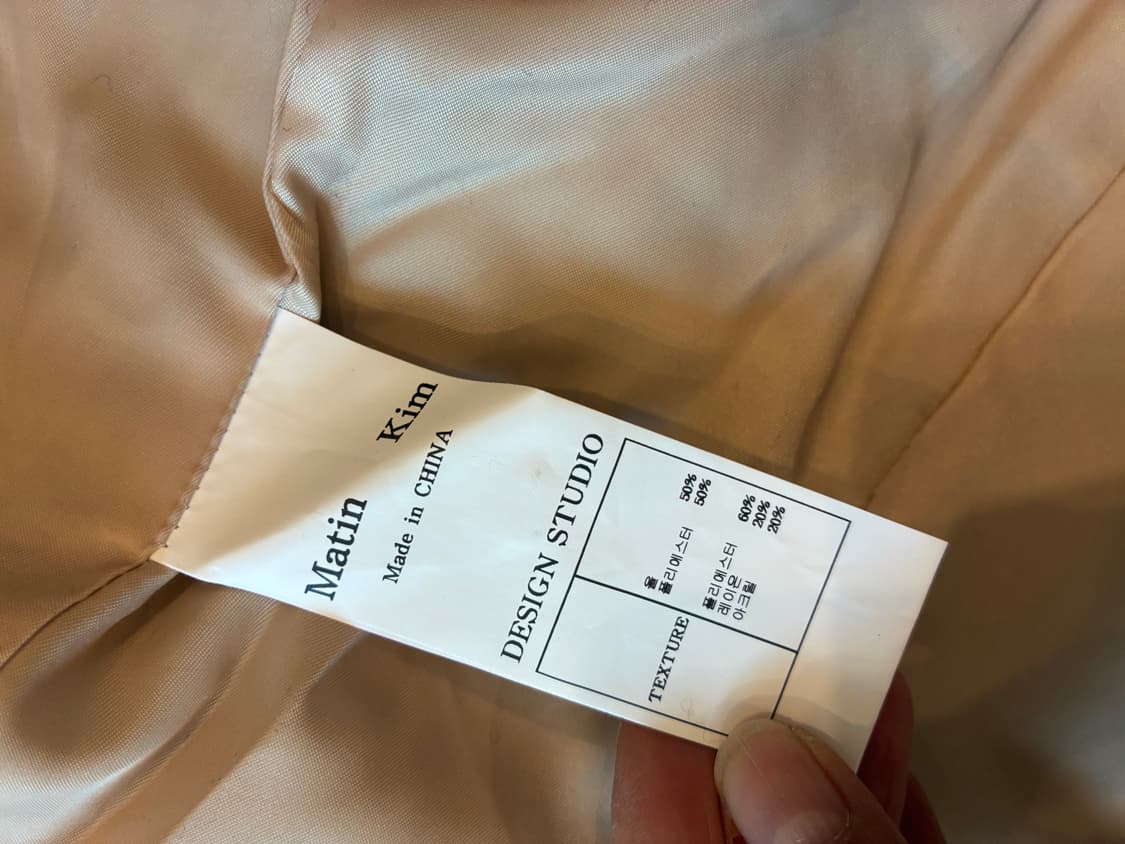 Matin Kim
Made in CHINA
DESIGN STUDIO
TEXTURE
울 50%
폴리에스터 50%
폴리에스터 60%
레이온 20%
아크릴 20%